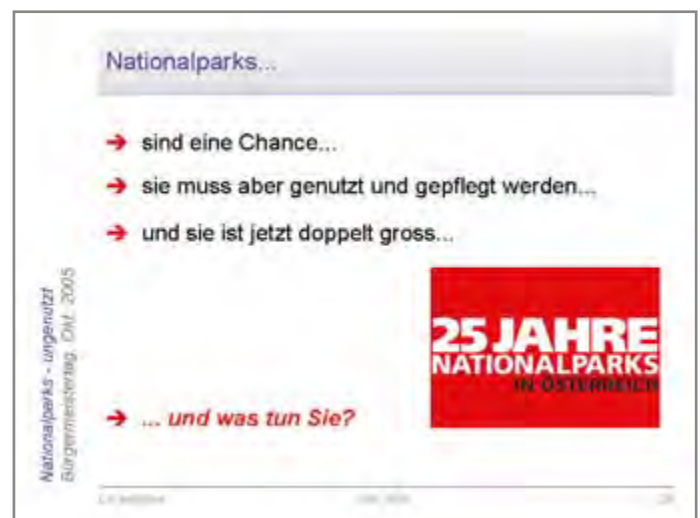 Nationalparks...
➔ sind eine Chance...
➔ sie muss aber genutzt und gepflegt werden...
➔ und sie ist jetzt doppelt gross...
25 JAHRE
NATIONALPARKS
IN ÖSTERREICH
➔ ... und was tun Sie?
Nationalparks - ungenutzt
Bürgermeistertag, Okt. 2005